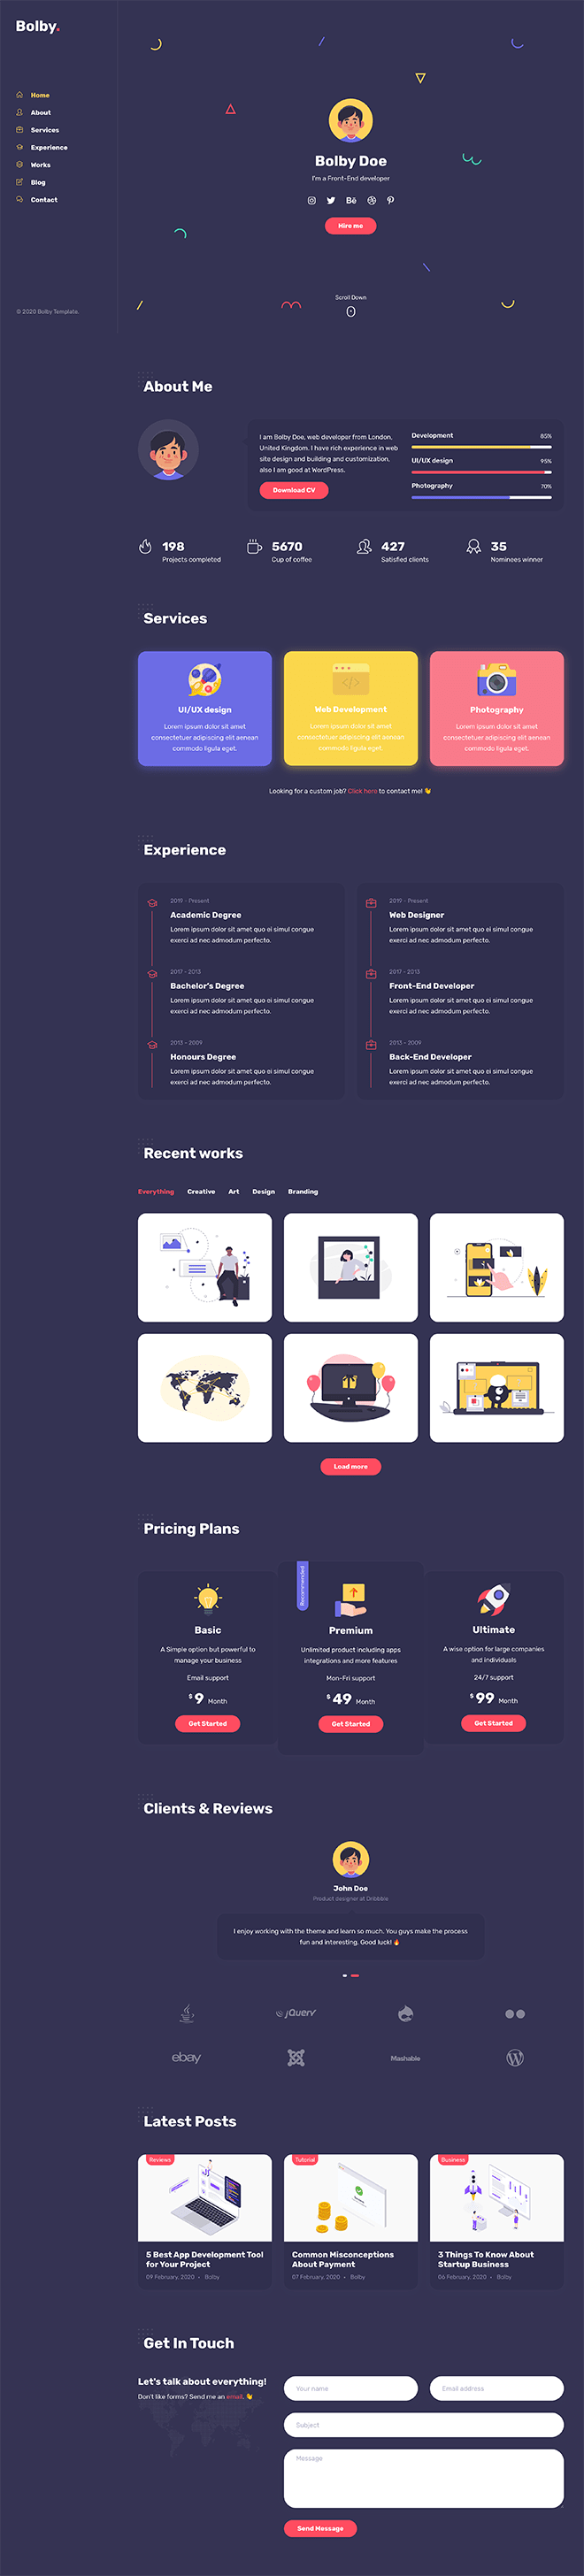 Bolby.
Home
About
Services
Experience
Works
Blog
Contact
© 2020 Bolby Template.
Bolby Doe
I'm a Front-End developer
Bē
Hire me
Scroll Down
About Me
I am Bolby Doe, web developer from London,
United Kingdom. I have rich experience in web
site design and building and customization,
also I am good at WordPress.
Download CV
Development 85%
UI/UX design 95%
Photography 70%
198
Projects completed
5670
Cup of coffee
427
Satisfied clients
35
Nominees winner
Services
UI/UX design
Lorem ipsum dolor sit amet
consectetuer adipiscing elit aenean
commodo ligula eget.
Web Development
Lorem ipsum dolor sit amet
consectetuer adipiscing elit aenean
commodo ligula eget.
Photography
Lorem ipsum dolor sit amet
consectetuer adipiscing elit aenean
commodo ligula eget.
Looking for a custom job? Click here to contact me! 👋
Experience
2019 - Present
Academic Degree
Lorem ipsum dolor sit amet quo ei simul congue
exerci ad nec admodum perfecto.
2017 - 2013
Bachelor's Degree
Lorem ipsum dolor sit amet quo ei simul congue
exerci ad nec admodum perfecto.
2013 - 2009
Honours Degree
Lorem ipsum dolor sit amet quo ei simul congue
exerci ad nec admodum perfecto.
2019 - Present
Web Designer
Lorem ipsum dolor sit amet quo ei simul congue
exerci ad nec admodum perfecto.
2017 - 2013
Front-End Developer
Lorem ipsum dolor sit amet quo ei simul congue
exerci ad nec admodum perfecto.
2013 - 2009
Back-End Developer
Lorem ipsum dolor sit amet quo ei simul congue
exerci ad nec admodum perfecto.
Recent works
Everything Creative Art Design Branding
Load more
Pricing Plans
Basic
A Simple option but powerful to
manage your business
Email support
$ 9 Month
Get Started
Recommended
Premium
Unlimited product including apps
integrations and more features
Mon-Fri support
$ 49 Month
Get Started
Ultimate
A wise option for large companies
and individuals
24/7 support
$ 99 Month
Get Started
Clients & Reviews
John Doe
Product designer at Dribbble
I enjoy working with the theme and learn so much. You guys make the process
fun and interesting. Good luck! 🔥
jQuery
ebay
Mashable
Latest Posts
Reviews
5 Best App Development Tool
for Your Project
09 February, 2020 • Bolby
Tutorial
Common Misconceptions
About Payment
07 February, 2020 • Bolby
Business
3 Things To Know About
Startup Business
06 February, 2020 • Bolby
Get In Touch
Let's talk about everything!
Don't like forms? Send me an email. 👋
Your name
Email address
Subject
Message
Send Message